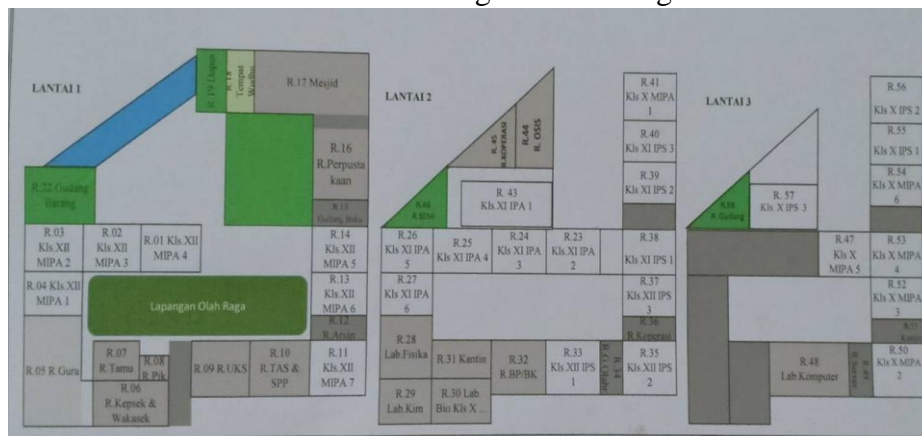 LANTAI 1
R.19 Dapur
R.18
Tempat
Wudhu
R.17 Mesjid
R.16
R.Perpusta
kaan
R.22 Gudang
Barang
Gudang Buku
R.03
Kls.XII
MIPA 2
R.02
Kls.XII
MIPA 3
R.01 Kls.XII
MIPA 4
R.14
Kls.XII
MIPA 5
R.04 Kls.XII
MIPA 1
Lapangan Olah Raga
R.13
Kls.XII
MIPA 6
R.12
R.Arsip
R.05 R.Guru
R.07
R.Tamu
R.08
R.Pik
R.06
R.Kepsek &
Wakasek
R.09 R.UKS
R.10
R.TAS &
SPP
R.11
Kls.XII
MIPA 7
LANTAI 2
R.45
R.KOPERASI
R.44
R. OSIS
R.41
Kls X MIPA
1
R.40
Kls XI IPS 3
R.39
Kls XI IPS 2
R.46
R.SENI
R. 43
Kls.XI IPA 1
R.26
Kls XI IPA
5
R.25
Kls XI IPA 4
R.24
Kls XI IPA
3
R.23
Kls XI IPA
2
R.38
Kls XI IPS 1
R.27
Kls XI IPA
6
R.37
Kls.XII IPS
3
R.36
R.Koperasi
R.28
Lab.Fisika
R.31 Kantin
R.32
R.BP/BK
R.33
Kls.XII IPS
1
R.34
R.35
Kls.XII IPS
2
R.29
Lab.Kim
R.30 Lab
Bio Kls X ...
LANTAI 3
R.56
Kls X IPS 2
R.55
Kls X IPS 1
R.54
Kls X MIPA
6
R.58
R.Gudang
R.57
Kls X IPS 3
R.47
Kls X
MIPA 5
R.53
Kls X MIPA
4
R.52
Kls X MIPA
3
R.48
Lab.Komputer
R.49
R.Server
R.50
Kls X MIPA
2